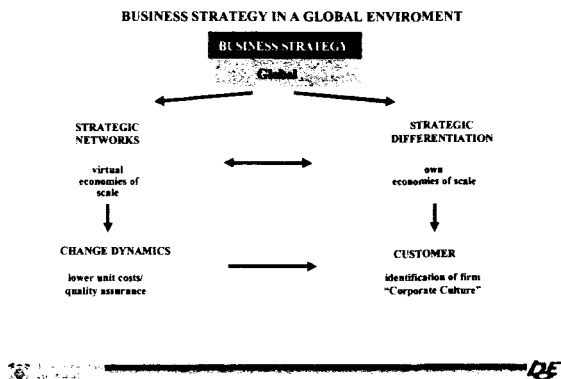 BUSINESS STRATEGY IN A GLOBAL ENVIROMENT
BUSINESS STRATEGY
Global
STRATEGIC
NETWORKS
virtual
economies of
scale
STRATEGIC
DIFFERENTIATION
own
economies of scale
CHANGE DYNAMICS
lower unit costs/
quality assurance
CUSTOMER
identification of firm
"Corporate Culture"